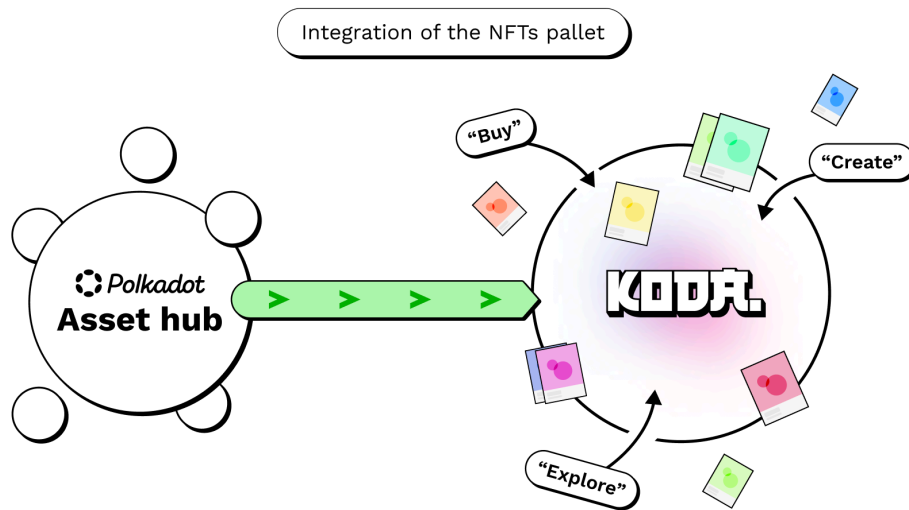 Integration of the NFTs pallet
“Buy”
“Create”
Polkadot
Asset hub
KODA.
“Explore”